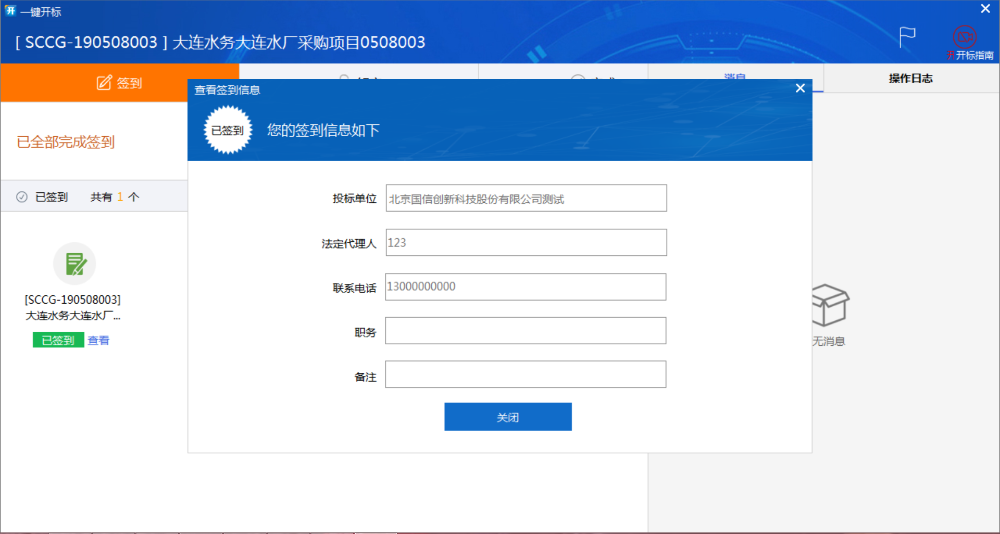 一键开标
[ SCCG-190508003 ] 大连水务大连水厂采购项目0508003
开开标指南
签到
消息
操作日志
查看签到信息
已签到
您的签到信息如下
已全部完成签到
已签到 共有 1 个
投标单位 北京国信创新科技股份有限公司测试
法定代理人 123
联系电话 13000000000
职务
备注
关闭
[SCCG-190508003]
大连水务大连水厂...
已签到 查看
无消息